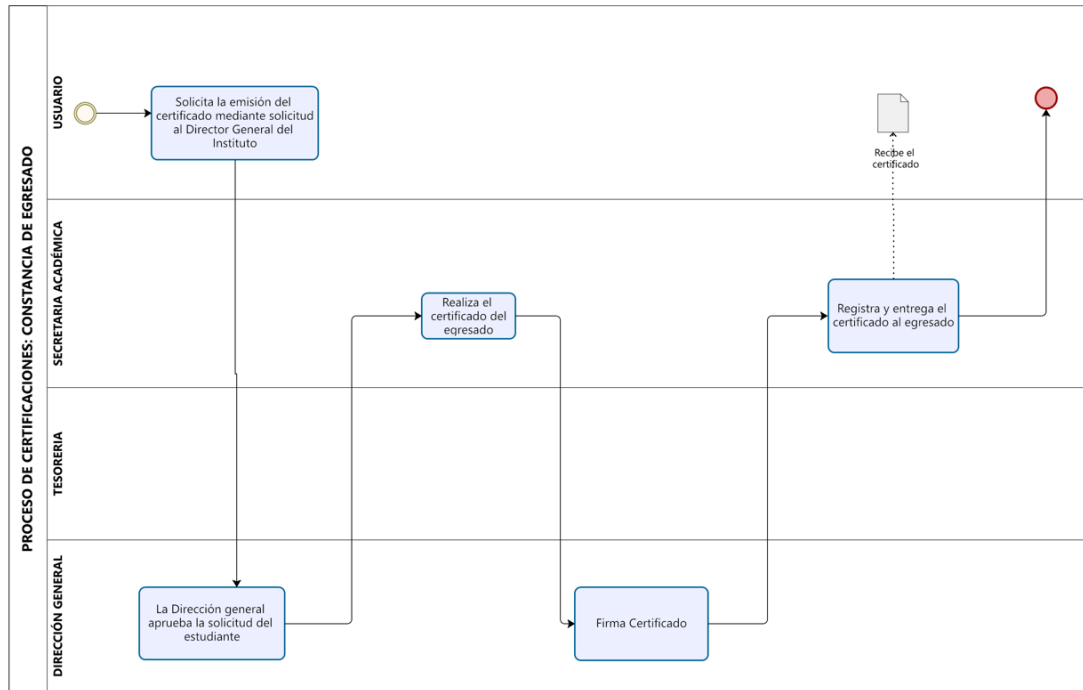 PROCESO DE CERTIFICACIONES: CONSTANCIA DE EGRESADO
USUARIO
Solicita la emisión del
certificado mediante solicitud
al Director General del
Instituto
Recibe el
certificado
SECRETARIA ACADÉMICA
Realiza el
certificado del
egresado
Registra y entrega el
certificado al egresado
TESORERIA
DIRECCIÓN GENERAL
La Dirección general
aprueba la solicitud del
estudiante
Firma Certificado